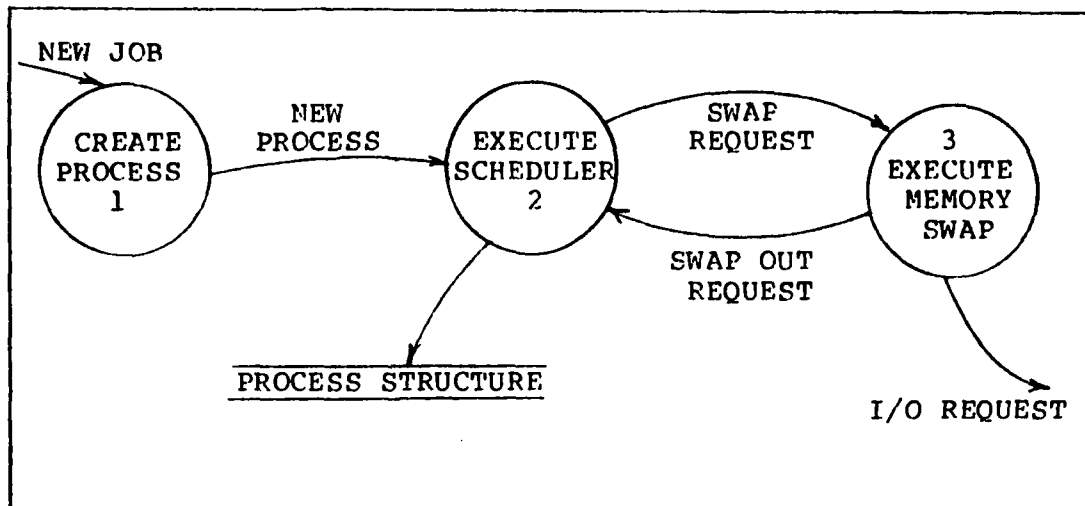 NEW JOB
CREATE
PROCESS
1
NEW
PROCESS
EXECUTE
SCHEDULER
2
SWAP
REQUEST
3
EXECUTE
MEMORY
SWAP
SWAP OUT
REQUEST
PROCESS STRUCTURE
I/O REQUEST